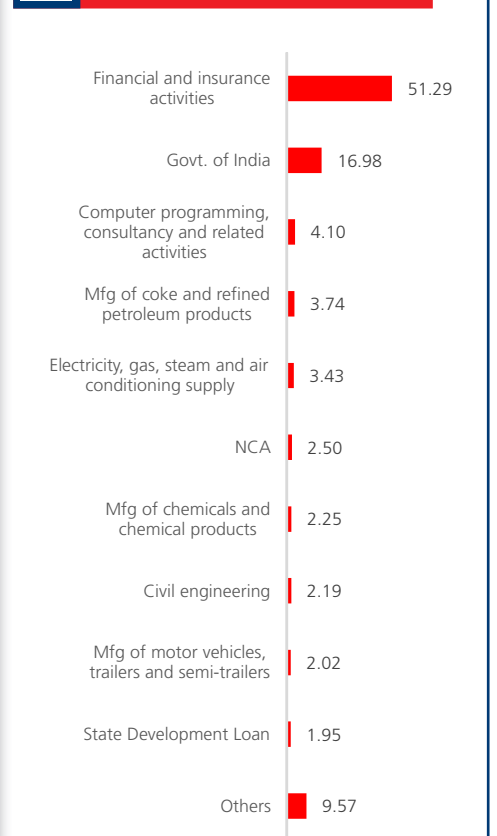 Financial and insurance
activities
51.29
Govt. of India
16.98
Computer programming,
consultancy and related
activities
4.10
Mfg of coke and refined
petroleum products
3.74
Electricity, gas, steam and air
conditioning supply
3.43
NCA
2.50
Mfg of chemicals and
chemical products
2.25
Civil engineering
2.19
Mfg of motor vehicles,
trailers and semi-trailers
2.02
State Development Loan
1.95
Others
9.57